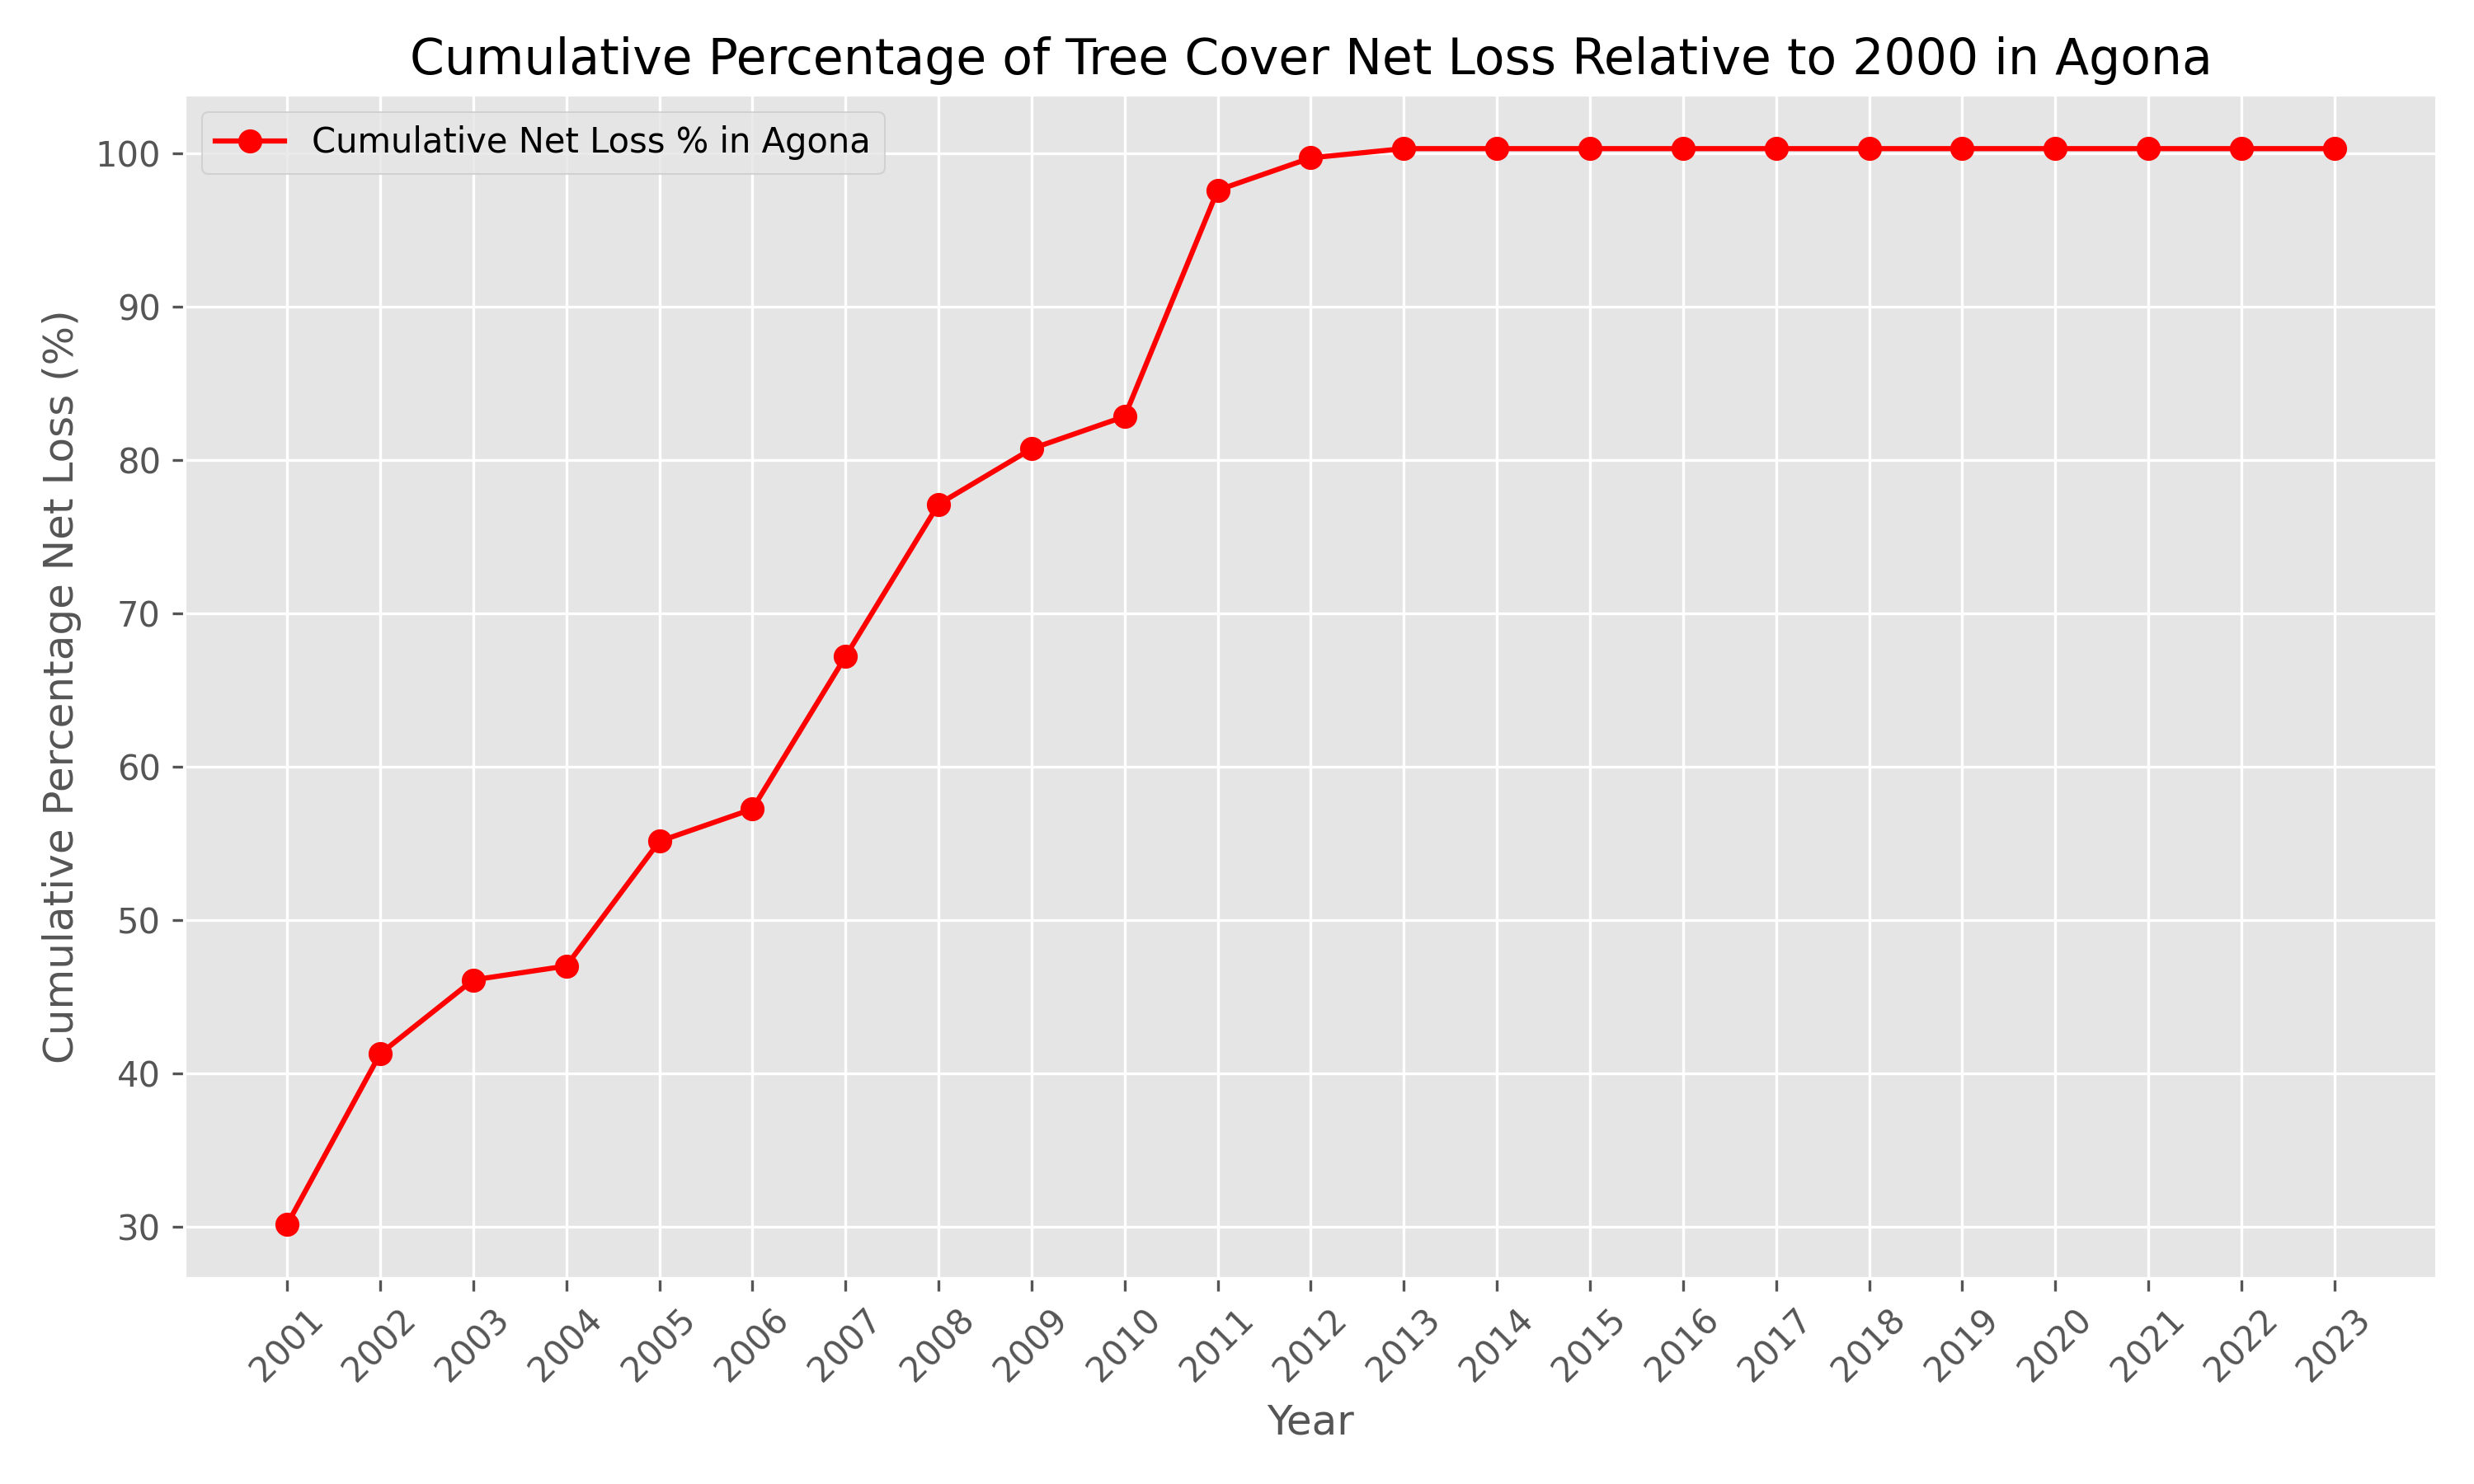 Cumulative Percentage of Tree Cover Net Loss Relative to 2000 in Agona
Cumulative Net Loss % in Agona
Cumulative Percentage Net Loss (%)
100
90
80
70
60
50
40
30
2001 2002 2003 2004 2005 2006 2007 2008 2009 2010 2011 2012 2013 2014 2015 2016 2017 2018 2019 2020 2021 2022 2023
Year